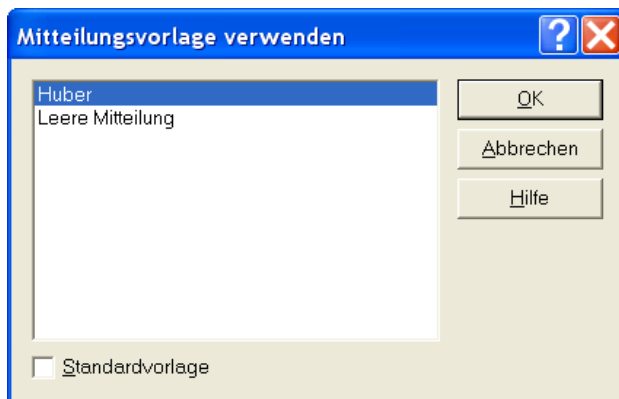 Mitteilungsvorlage verwenden
Huber
Leere Mitteilung
OK
Abbrechen
Hilfe
Standardvorlage